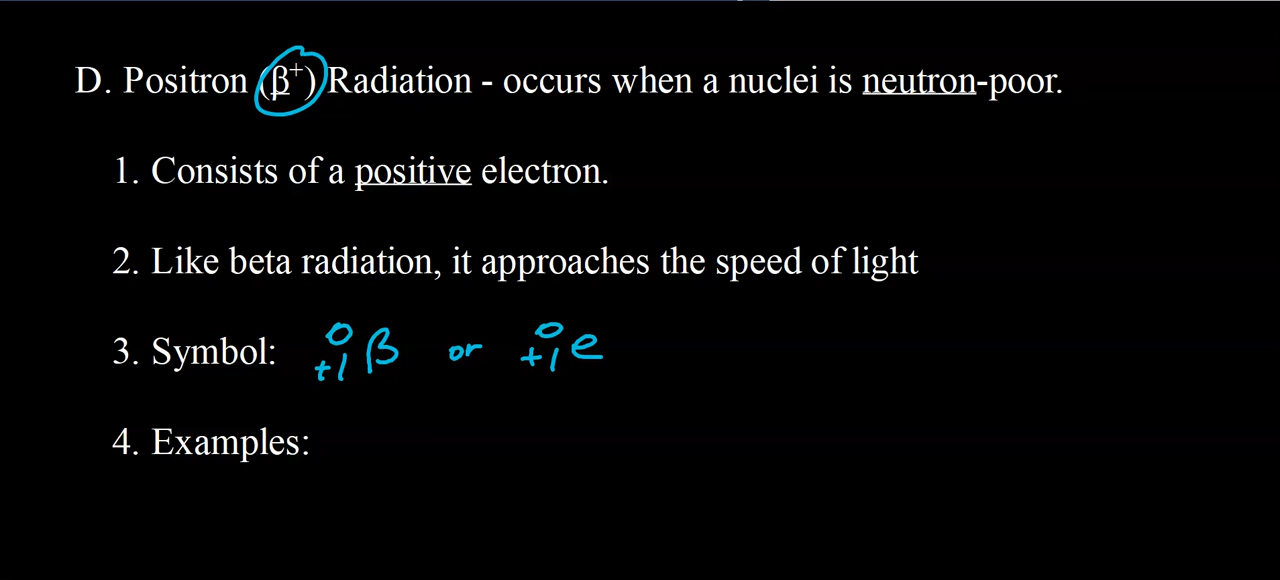 D. Positron (β⁺) Radiation - occurs when a nuclei is neutron-poor.
1. Consists of a positive electron.
2. Like beta radiation, it approaches the speed of light
3. Symbol: ⁰₊₁β or ⁰₊₁e
4. Examples: